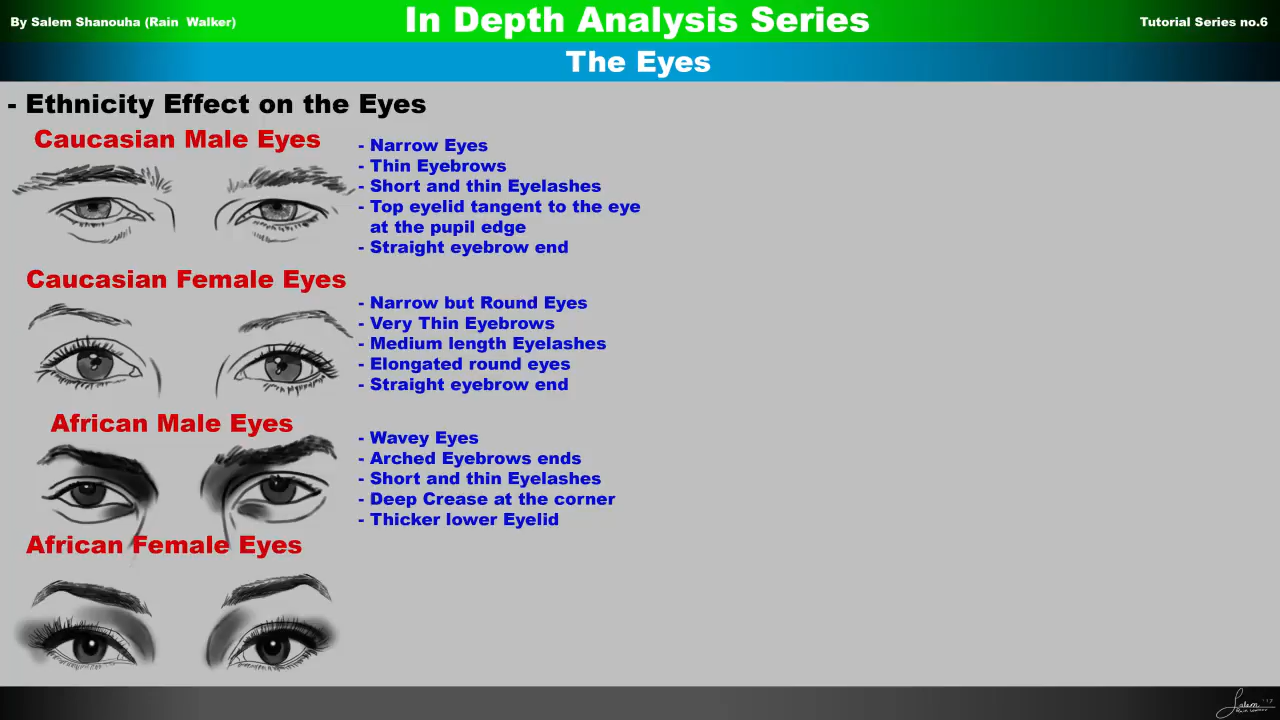 By Salem Shanouha (Rain Walker)
In Depth Analysis Series
Tutorial Series no.6
The Eyes
- Ethnicity Effect on the Eyes
Caucasian Male Eyes
- Narrow Eyes
- Thin Eyebrows
- Short and thin Eyelashes
- Top eyelid tangent to the eye
at the pupil edge
- Straight eyebrow end
Caucasian Female Eyes
- Narrow but Round Eyes
- Very Thin Eyebrows
- Medium length Eyelashes
- Elongated round eyes
- Straight eyebrow end
African Male Eyes
- Wavey Eyes
- Arched Eyebrows ends
- Short and thin Eyelashes
- Deep Crease at the corner
- Thicker lower Eyelid
African Female Eyes
Salem